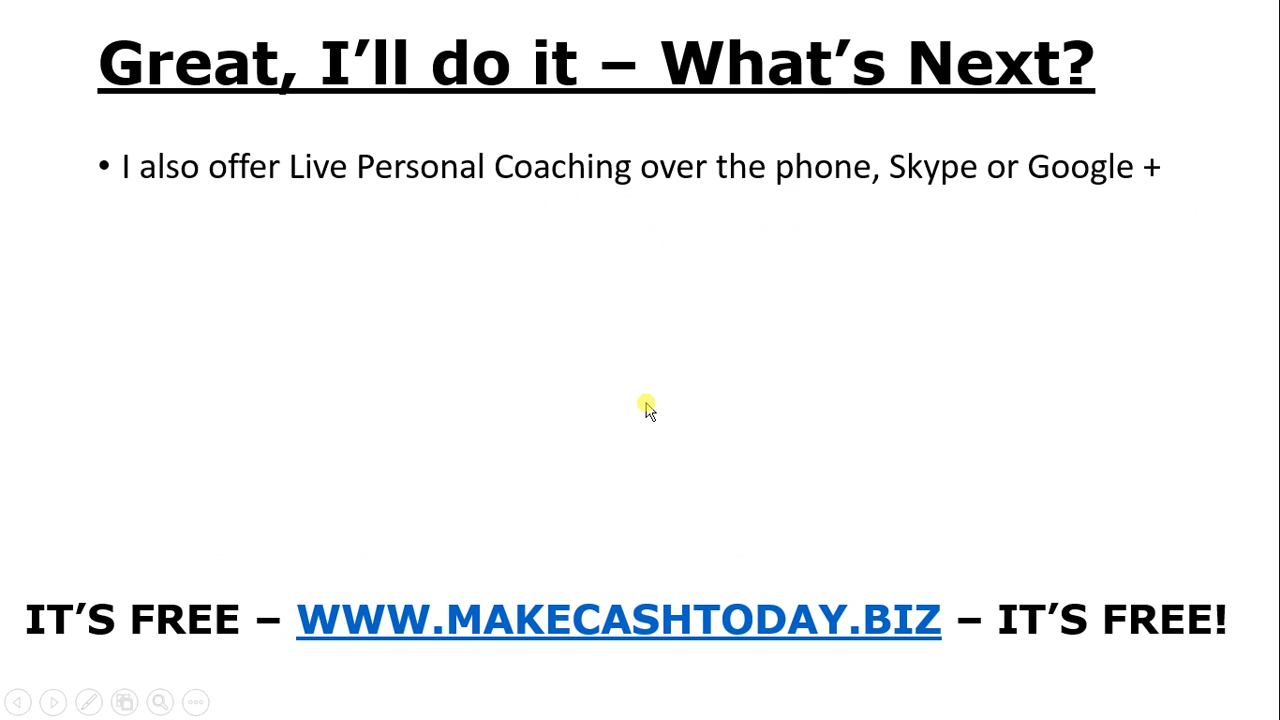 Great, I’ll do it – What’s Next?
• I also offer Live Personal Coaching over the phone, Skype or Google +
IT’S FREE – WWW.MAKECASHTODAY.BIZ – IT’S FREE!